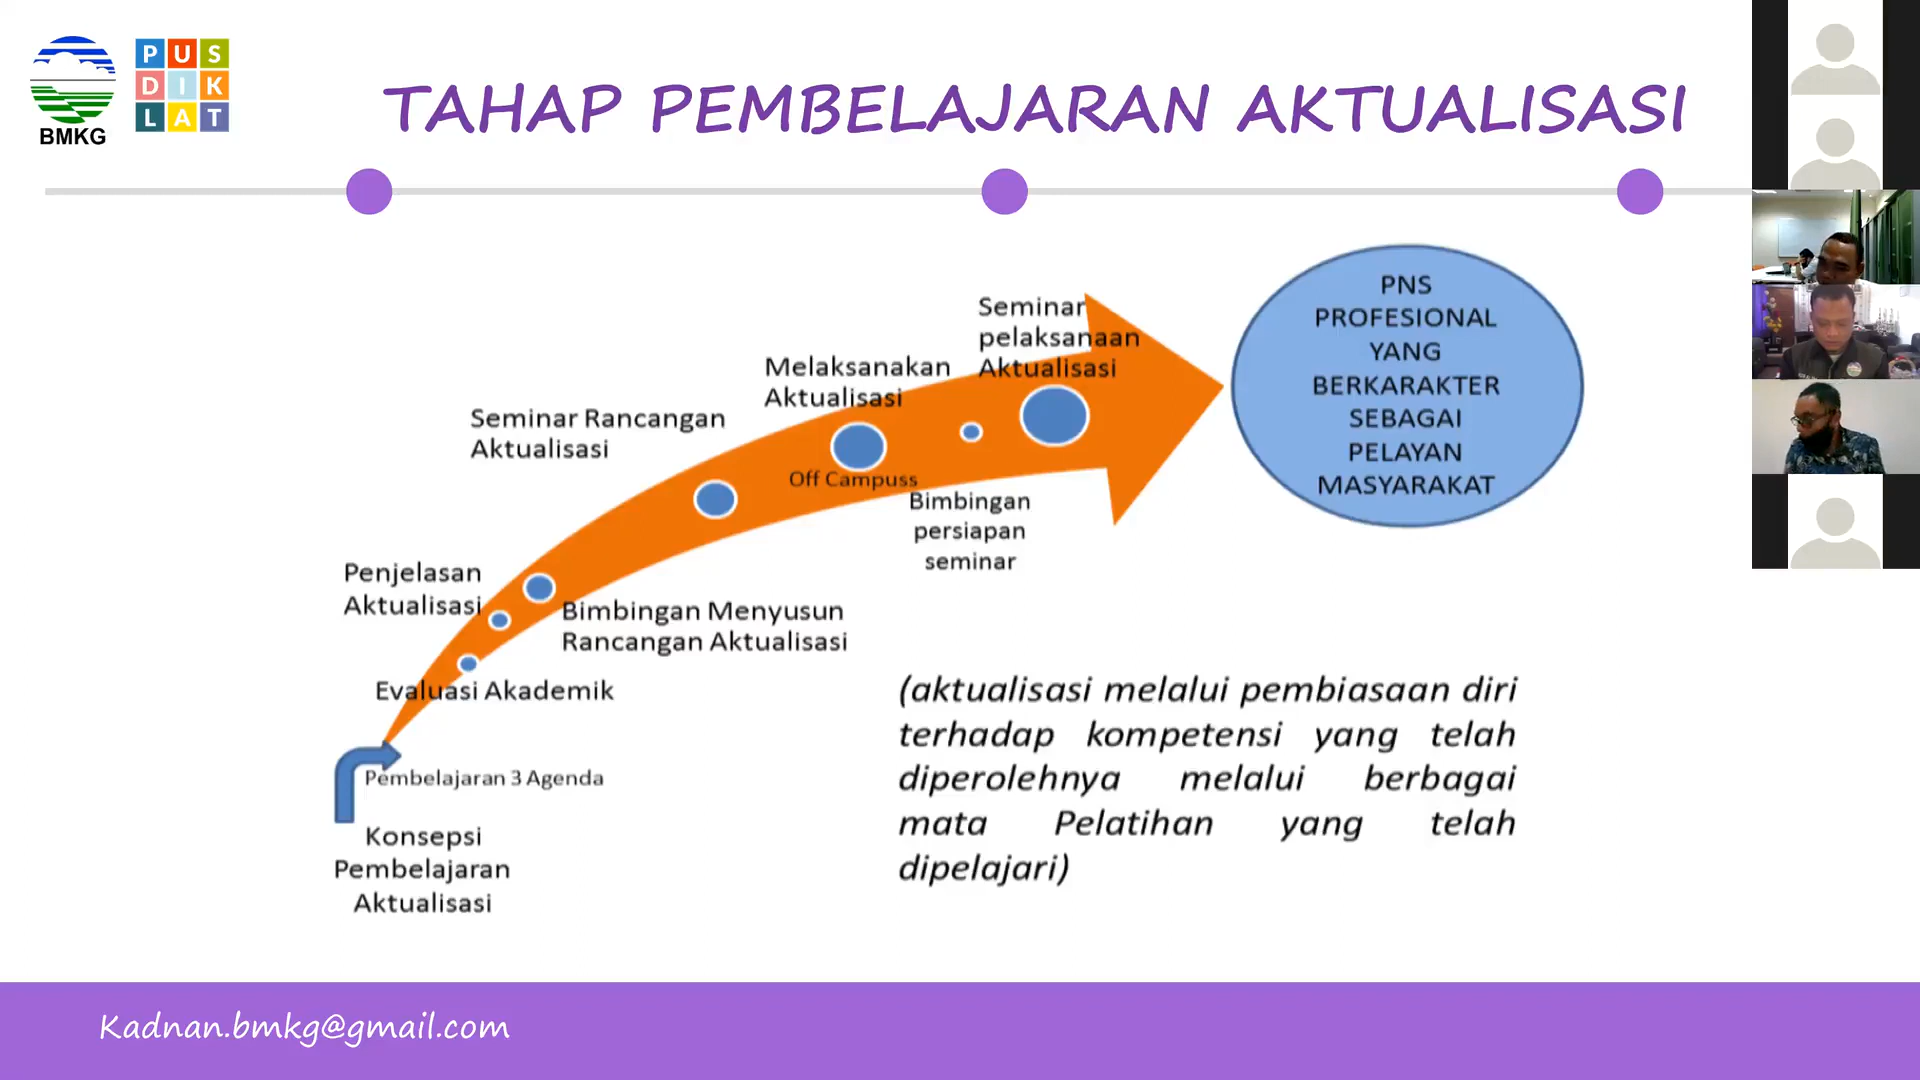 BMKG
PUS
DIK
LAT
TAHAP PEMBELAJARAN AKTUALISASI
Seminar
pelaksanaan
Aktualisasi
Melaksanakan
Aktualisasi
Seminar Rancangan
Aktualisasi
Off Campuss
Bimbingan
persiapan
seminar
Penjelasan
Aktualisasi
Bimbingan Menyusun
Rancangan Aktualisasi
Evaluasi Akademik
Pembelajaran 3 Agenda
Konsepsi
Pembelajaran
Aktualisasi
PNS
PROFESIONAL
YANG
BERKARAKTER
SEBAGAI
PELAYAN
MASYARAKAT
(aktualisasi melalui pembiasaan diri
terhadap kompetensi yang telah
diperolehnya melalui berbagai
mata Pelatihan yang telah
dipelajari)
Kadnan.bmkg@gmail.com